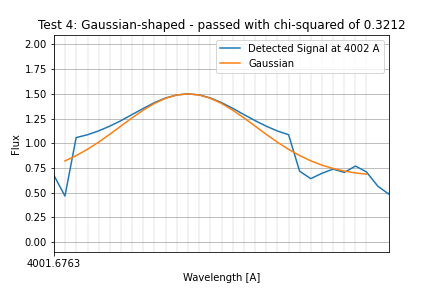 Test 4: Gaussian-shaped - passed with chi-squared of 0.3212
2.00
1.75
1.50
1.25
1.00
0.75
0.50
0.25
0.00
Flux
Detected Signal at 4002 A
Gaussian
4001.6763
Wavelength [A]